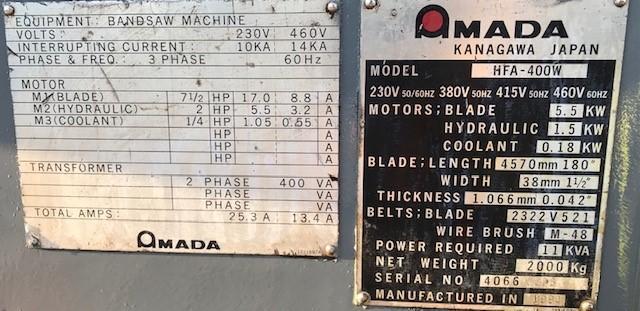 EQUIPMENT: BANDSAW MACHINE
VOLTS: 230V 460V
INTERRUPTING CURRENT: 10KA 14KA
PHASE & FREQ. 3 PHASE 60Hz
MOTOR
M1(BLADE) 7 1/2 HP 17.0 8.8 A
M2(HYDRAULIC) 2 HP 5.5 3.2 A
M3(COOLANT) 1/4 HP 1.05 0.55 A
HP A
HP A
HP A
TRANSFORMER
2 PHASE 400 VA
PHASE VA
PHASE VA
TOTAL AMPS: 25.3 A 13.4 A
AMADA
AMADA
KANAGAWA JAPAN
MODEL HFA-400W
230V 50/60HZ 380V 50HZ 415V 50HZ 460V 60HZ
MOTORS; BLADE 5.5 KW
HYDRAULIC 1.5 KW
COOLANT 0.18 KW
BLADE; LENGTH 4570mm 180"
WIDTH 38mm 1 1/2"
THICKNESS 1.066mm 0.042"
BELTS; BLADE 2322V521
WIRE BRUSH M-48
POWER REQUIRED 11 KVA
NET WEIGHT 2000 Kg
SERIAL NO 4066
MANUFACTURED IN